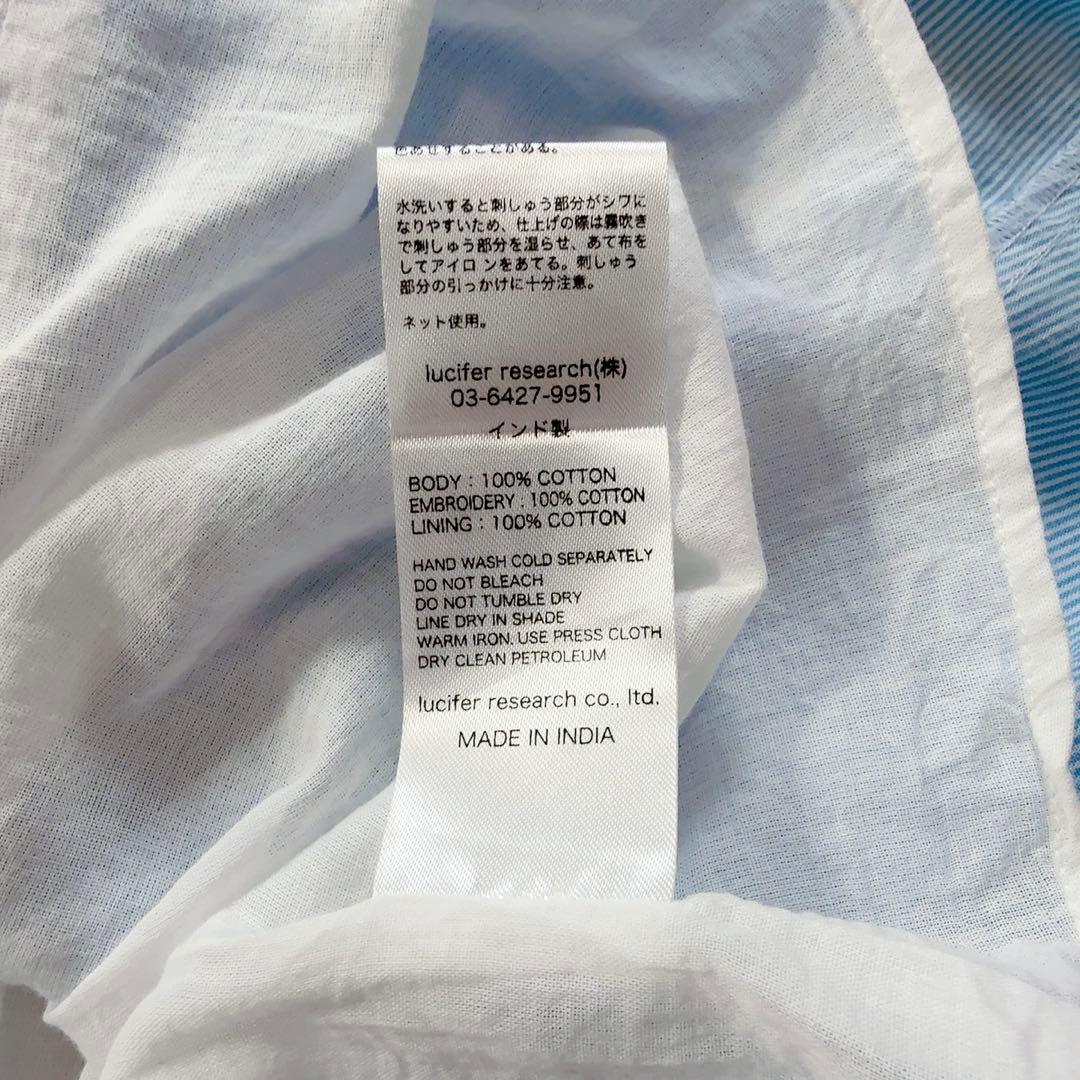 色あせすることがある。
水洗いすると刺しゅう部分がシワに
なりやすいため、仕上げの際は霧吹き
で刺しゅう部分を湿らせ、あて布を
してアイロンをあてる。刺しゅう
部分の引っかけに十分注意。
ネット使用。
lucifer research(株)
03-6427-9951
インド製
BODY : 100% COTTON
EMBROIDERY : 100% COTTON
LINING : 100% COTTON
HAND WASH COLD SEPARATELY
DO NOT BLEACH
DO NOT TUMBLE DRY
LINE DRY IN SHADE
WARM IRON. USE PRESS CLOTH
DRY CLEAN PETROLEUM
lucifer research co., ltd.
MADE IN INDIA